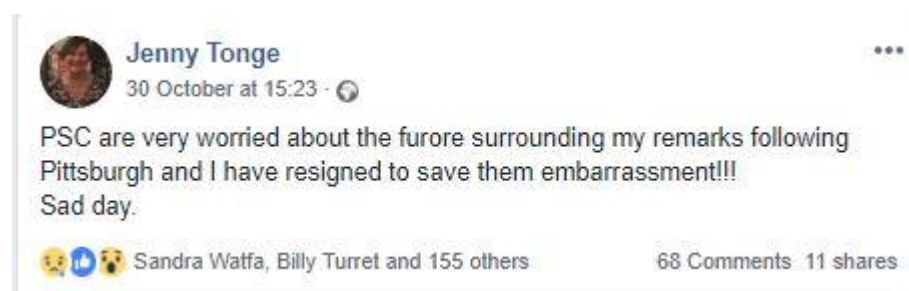 Jenny Tonge
30 October at 15:23 ·
PSC are very worried about the furore surrounding my remarks following
Pittsburgh and I have resigned to save them embarrassment!!!
Sad day.
Sandra Watfa, Billy Turret and 155 others 68 Comments 11 shares